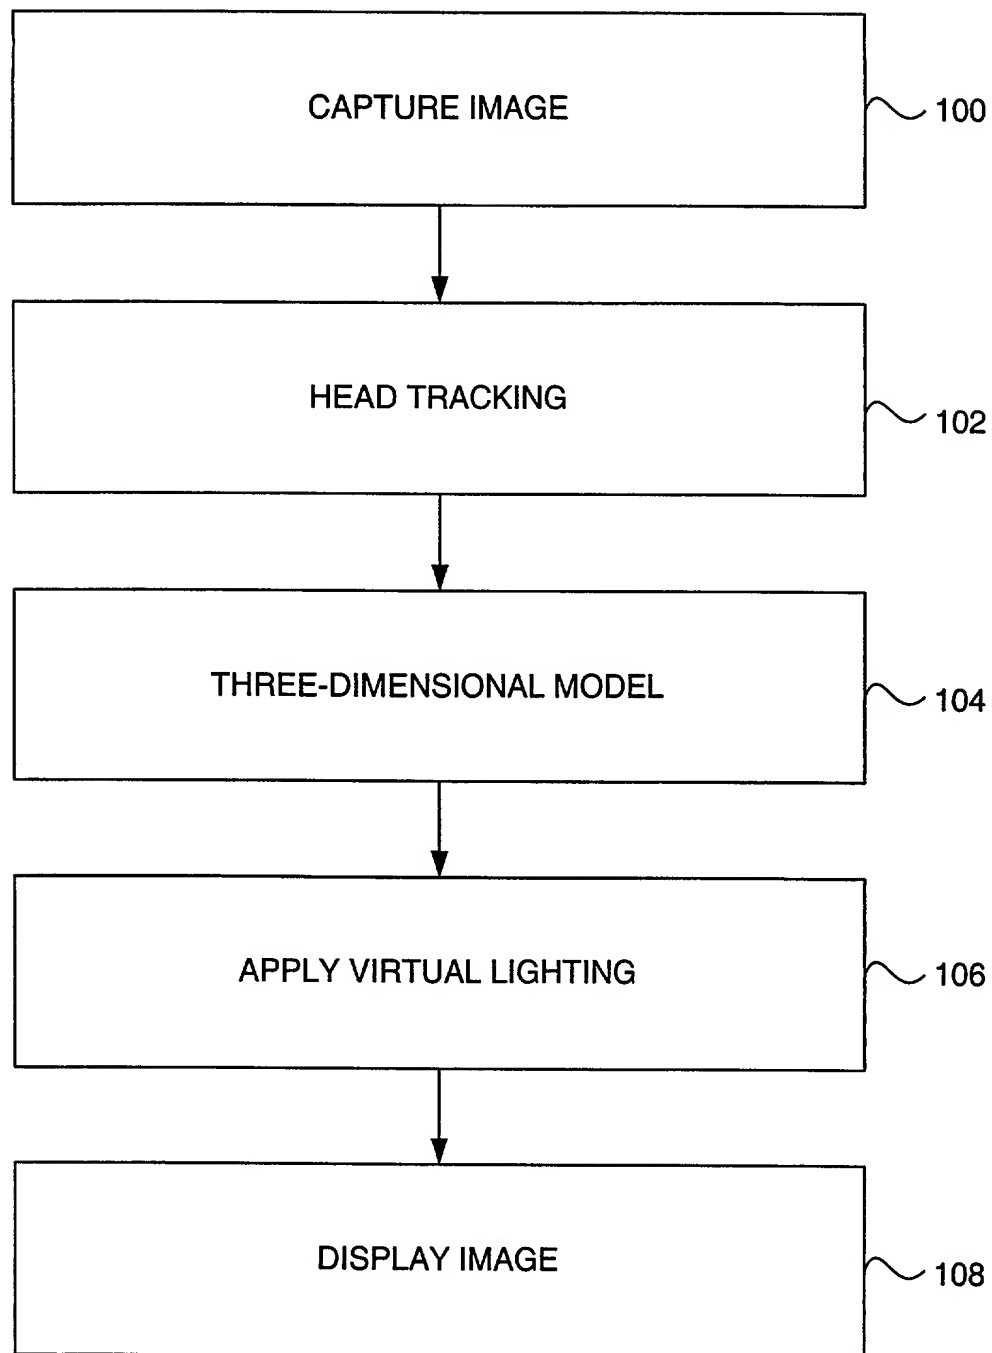 CAPTURE IMAGE
100
HEAD TRACKING
102
THREE-DIMENSIONAL MODEL
104
APPLY VIRTUAL LIGHTING
106
DISPLAY IMAGE
108